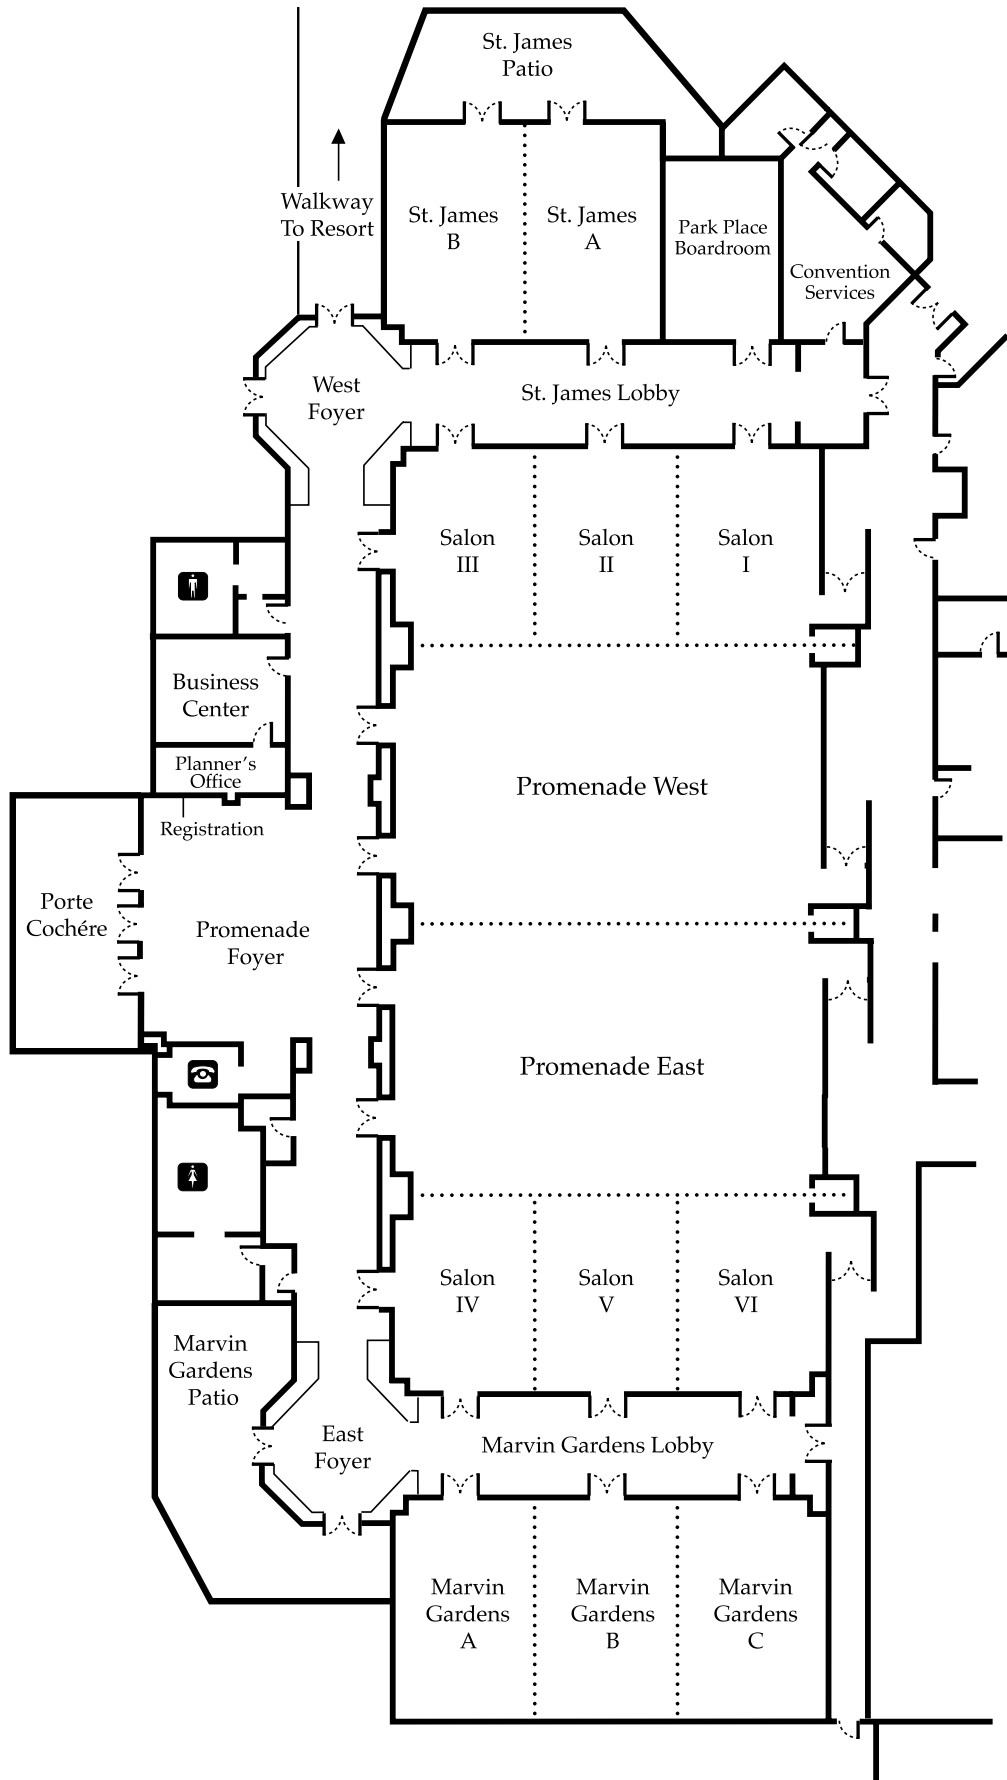 St. James
Patio
Walkway
To Resort
St. James
B
St. James
A
Park Place
Boardroom
Convention
Services
West
Foyer
St. James Lobby
Salon
III
Salon
II
Salon
I
Business
Center
Planner's
Office
Registration
Promenade West
Porte
Cochére
Promenade
Foyer
Promenade East
Salon
IV
Salon
V
Salon
VI
Marvin
Gardens
Patio
East
Foyer
Marvin Gardens Lobby
Marvin
Gardens
A
Marvin
Gardens
B
Marvin
Gardens
C